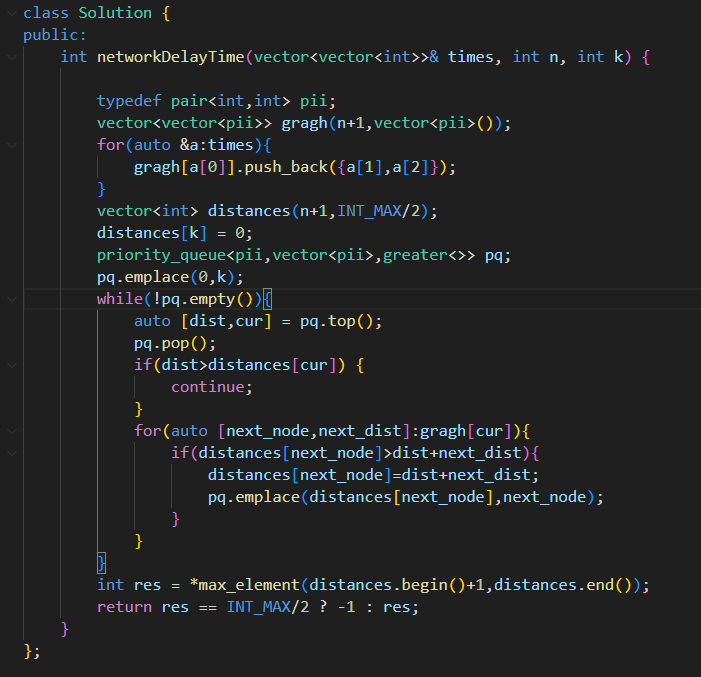 class Solution {
public:
    int networkDelayTime(vector<vector<int>>& times, int n, int k) {
        typedef pair<int,int> pii;
        vector<vector<pii>> gragh(n+1,vector<pii>());
        for(auto &a:times){
            gragh[a[0]].push_back({a[1],a[2]});
        }
        vector<int> distances(n+1,INT_MAX/2);
        distances[k] = 0;
        priority_queue<pii,vector<pii>,greater<>> pq;
        pq.emplace(0,k);
        while(!pq.empty()){
            auto [dist,cur] = pq.top();
            pq.pop();
            if(dist>distances[cur]) {
                continue;
            }
            for(auto [next_node,next_dist]:gragh[cur]){
                if(distances[next_node]>dist+next_dist){
                    distances[next_node]=dist+next_dist;
                    pq.emplace(distances[next_node],next_node);
                }
            }
        }
        int res = *max_element(distances.begin()+1,distances.end());
        return res == INT_MAX/2 ? -1 : res;
    }
};